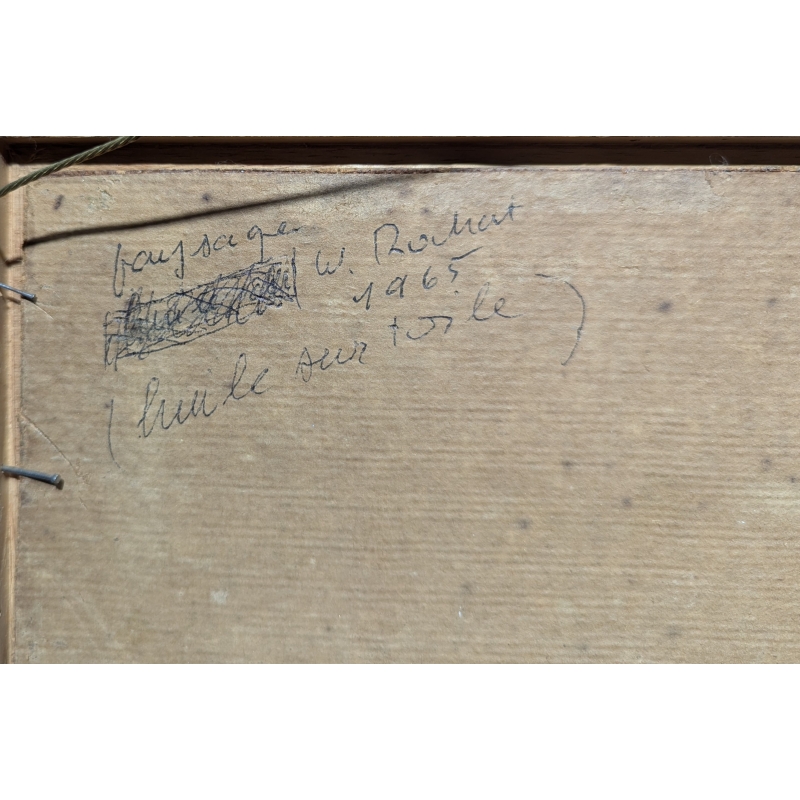 paysage
W. Rochat
1965
(huile sur toile)